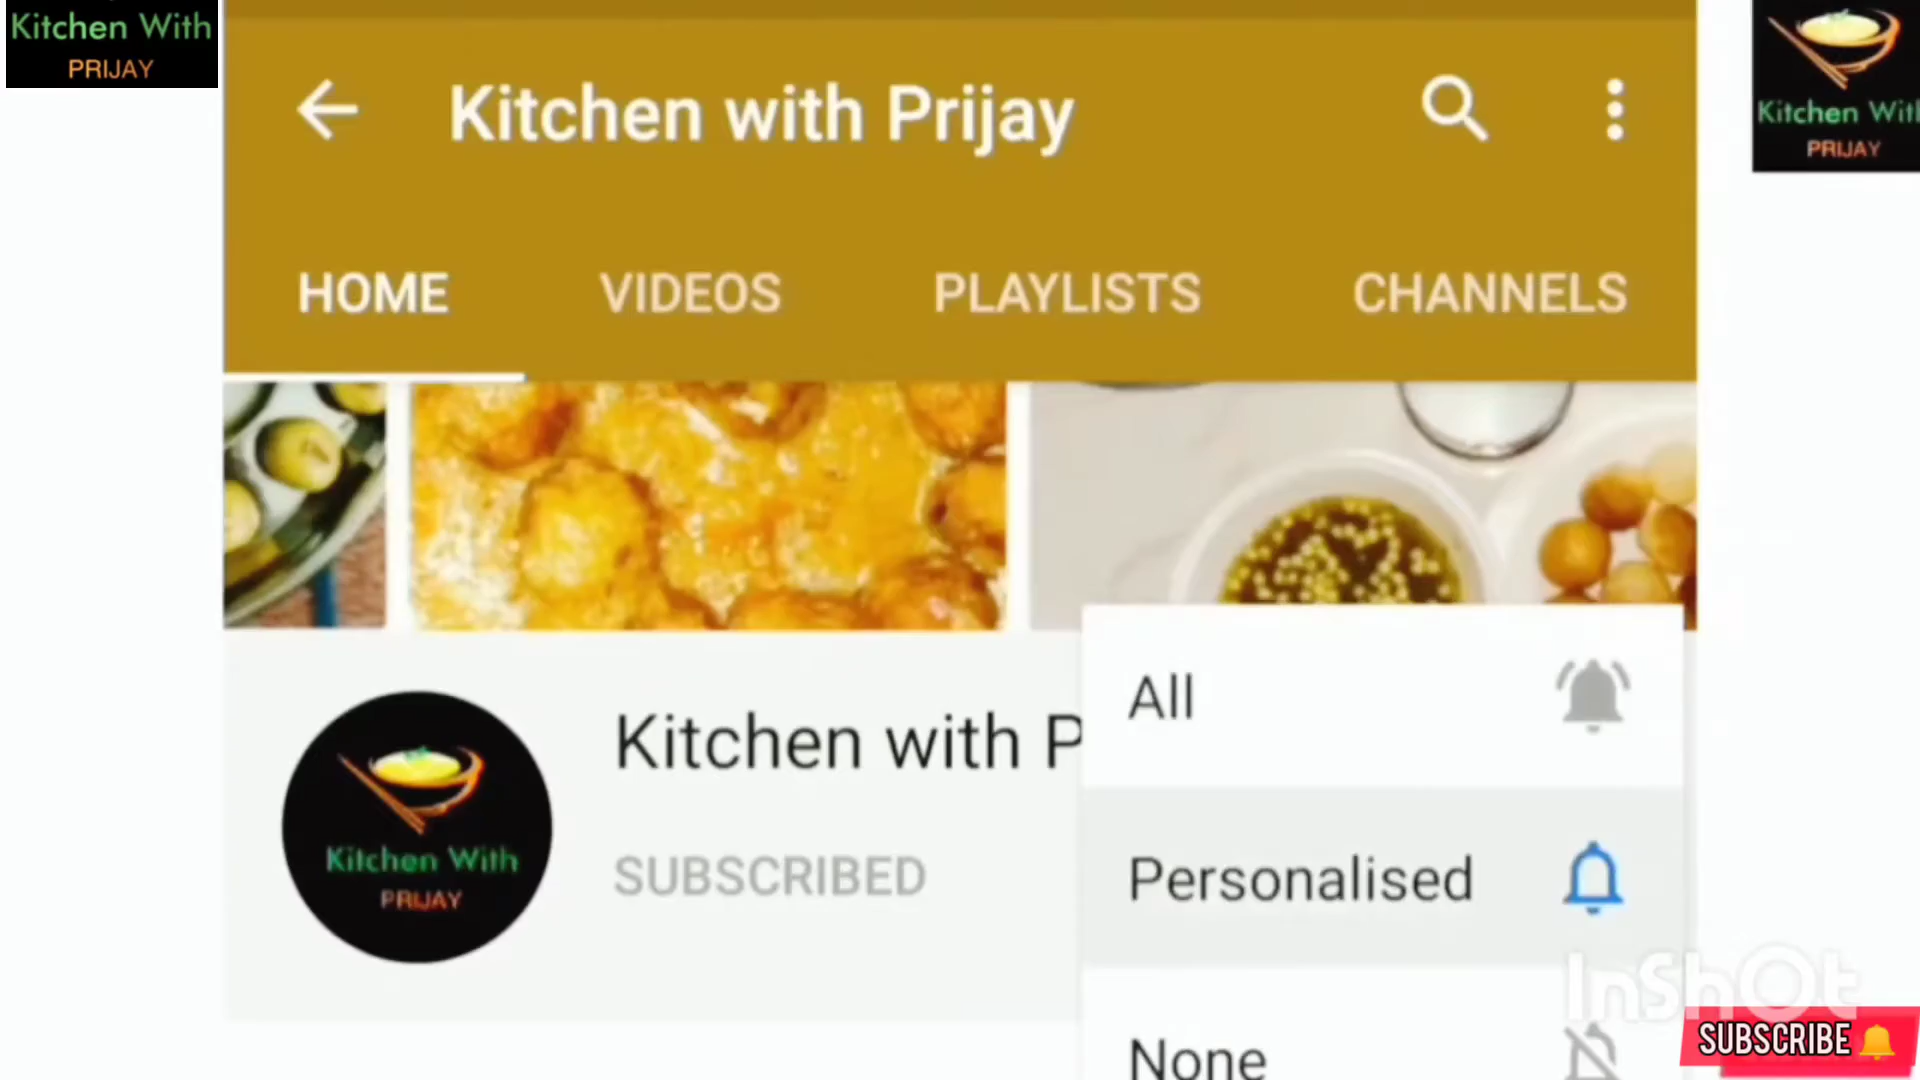 Kitchen With
PRIJAY
Kitchen with Prijay
Kitchen With
PRIJAY
HOME VIDEOS PLAYLISTS CHANNELS
Kitchen with P
SUBSCRIBED
Kitchen With
PRIJAY
All
Personalised
None
InShOt
SUBSCRIBE